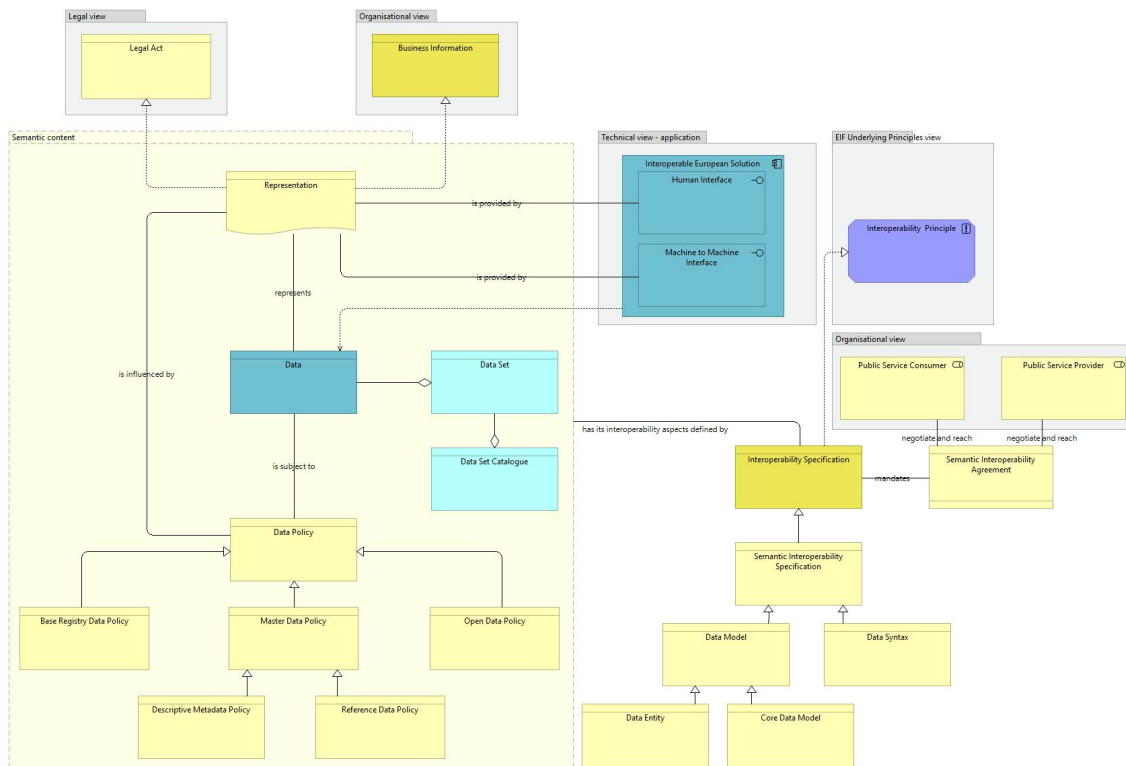 Legal view
Legal Act
Organisational view
Business Information
Semantic content
Representation
is provided by
is provided by
represents
is influenced by
Data
Data Set
Data Set Catalogue
is subject to
Data Policy
Base Registry Data Policy
Master Data Policy
Open Data Policy
Descriptive Metadata Policy
Reference Data Policy
Technical view - application
Interoperable European Solution
Human Interface
Machine to Machine
Interface
EIF Underlying Principles view
Interoperability Principle
Organisational view
Public Service Consumer
Public Service Provider
negotiate and reach
negotiate and reach
has its interoperability aspects defined by
Interoperability Specification
mandates
Semantic Interoperability
Agreement
Semantic Interoperability
Specification
Data Model
Data Syntax
Data Entity
Core Data Model